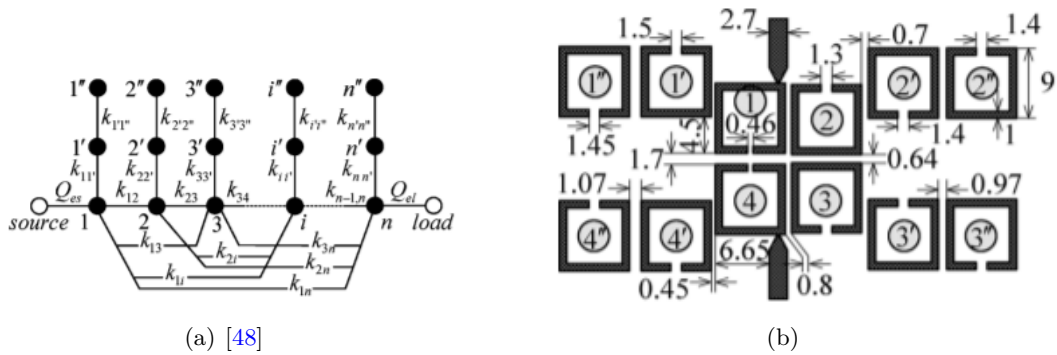 1″ 2″ 3″ i″ n″
k1′1″ k2′2″ k3′3″ ki′i″ kn′n″
1′ 2′ 3′ i′ n′
k11′ k22′ k33′ kii′ knn′
Qes k12 k23 k34 kn−1,n Qel
source 1 2 3 i n load
k13 k3n
k2i
k2n
k1i
k1n
(a) [48]
1.5 2.7 1.3 0.7 1.4
1″ 1′ 1 2 2′ 2″ 9
0.46
4.5
1.45 1.4 1
1.7 0.64
1.07 0.97
4″ 4′ 4 3 3′ 3″
6.65
0.45 0.8
(b)